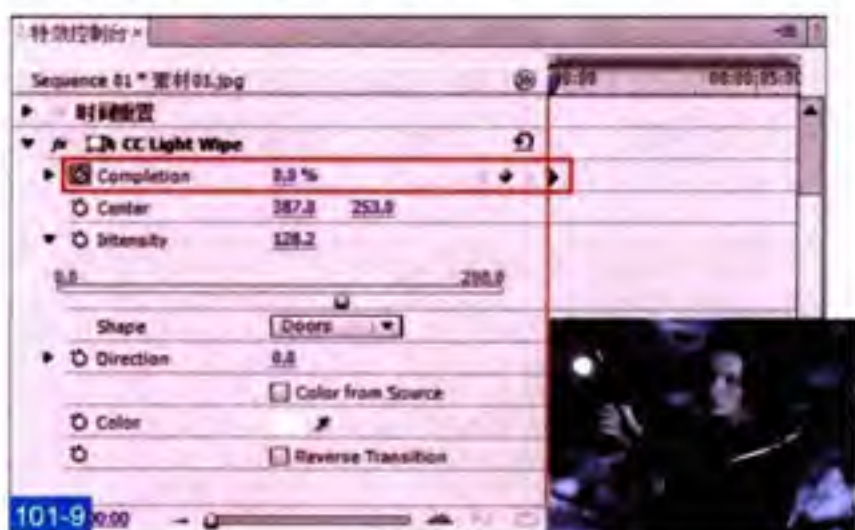 特效控制台 ×
Sequence 01 * 素材01.jpg
00:00 00:00:05:00
时间重置
fx CC Light Wipe
Completion 0.0 %
Center 387.0 253.0
Intensity 128.2
0.0 200.0
Shape Doors
Direction 0.0
Color from Source
Color
Reverse Transition
101-9 00:00